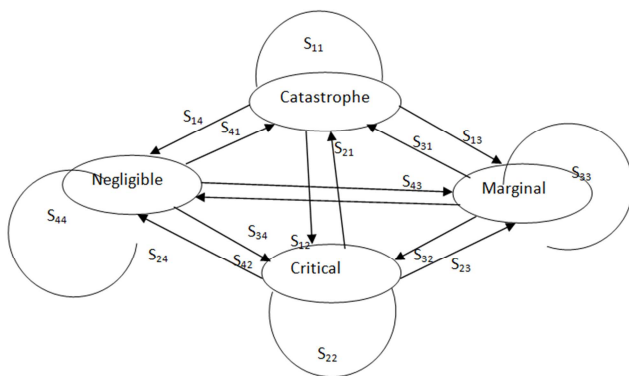 S₁₁
Catastrophe
S₁₄
S₄₁
S₂₁
S₃₁
S₁₃
Negligible
S₄₃
Marginal
S₃₃
S₄₄
S₃₄
S₁₂
S₂₄
S₄₂
Critical
S₃₂
S₂₃
S₂₂